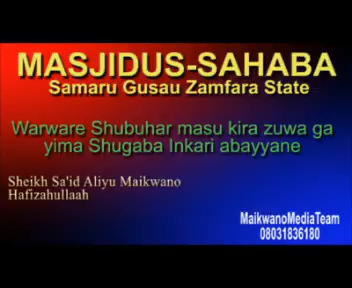 MASJIDUS-SAHABA
Samaru Gusau Zamfara State
Warware Shubuhar masu kira zuwa ga
yima Shugaba Inkari abayyane
Sheikh Sa'id Aliyu Maikwano
Hafizahullaah
MaikwanoMediaTeam
08031836180